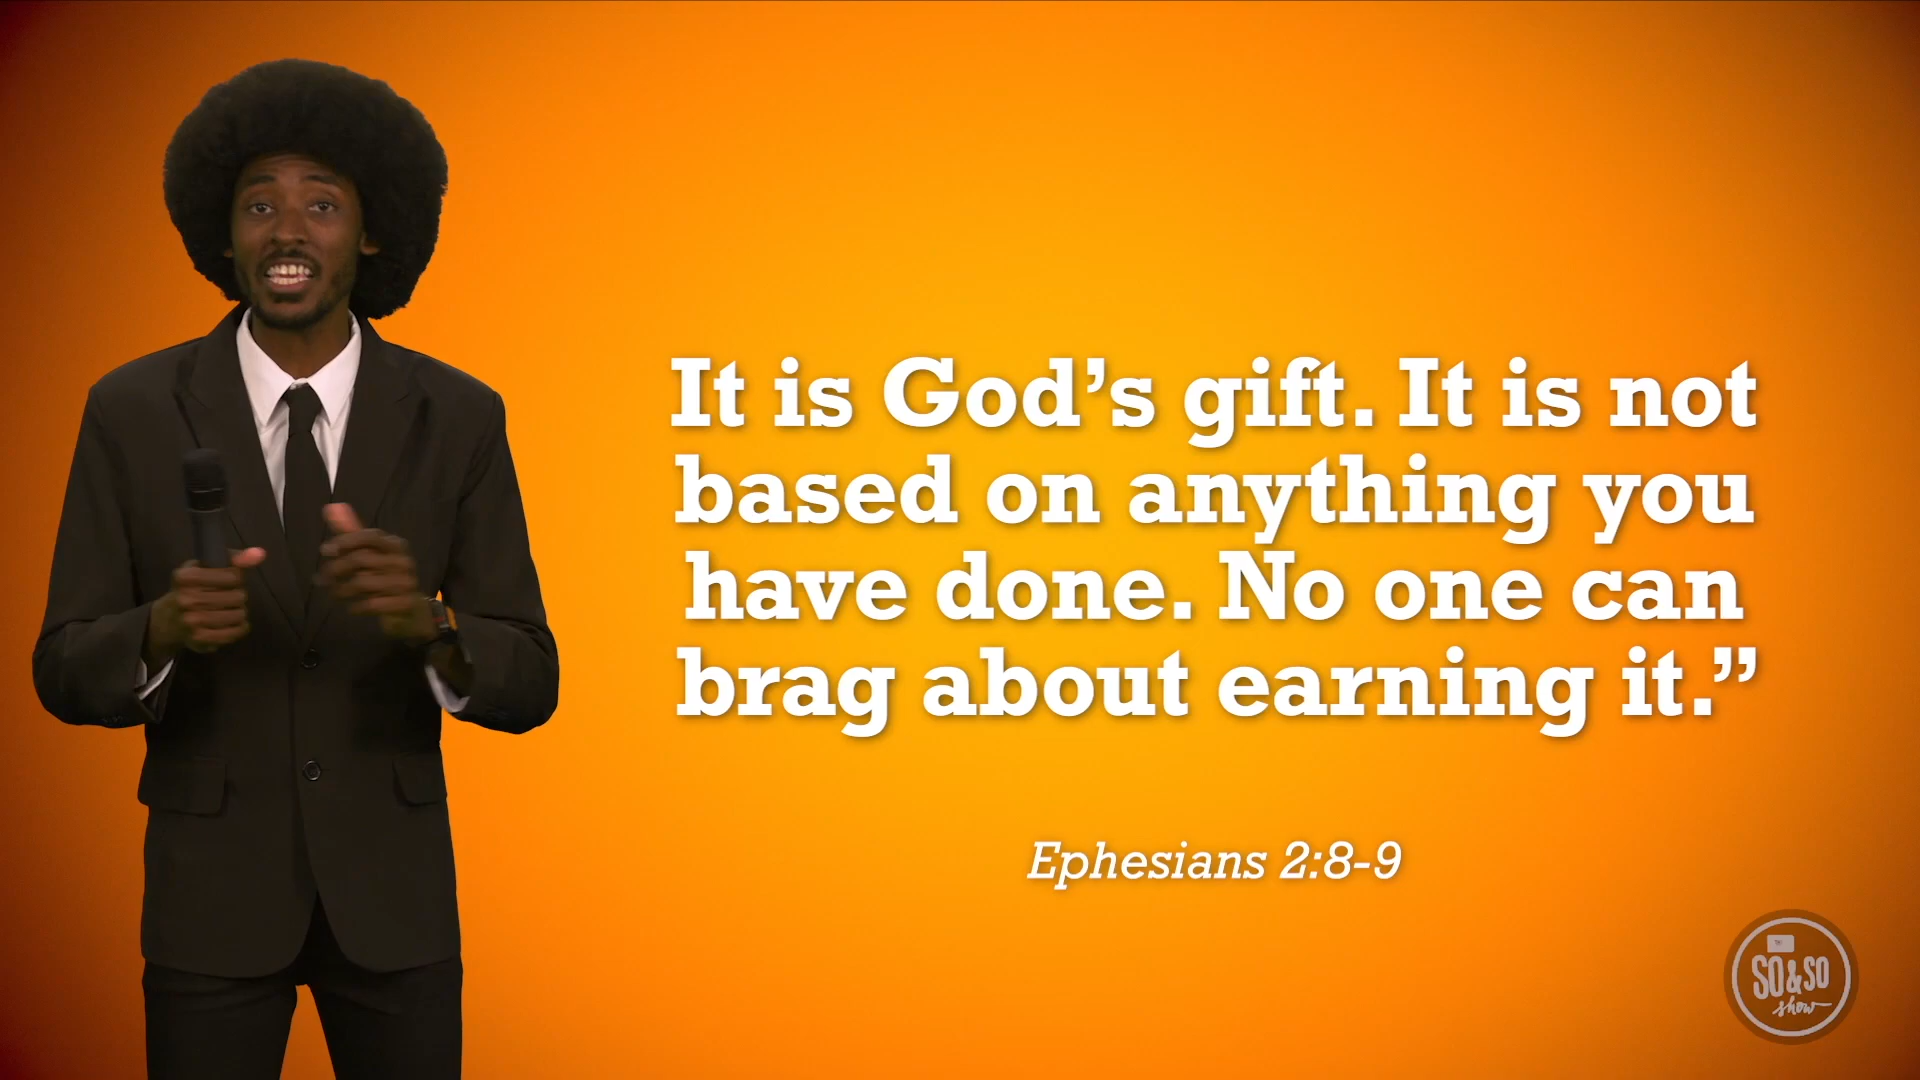 It is God’s gift. It is not
based on anything you
have done. No one can
brag about earning it.”
Ephesians 2:8-9
SO&SO
show